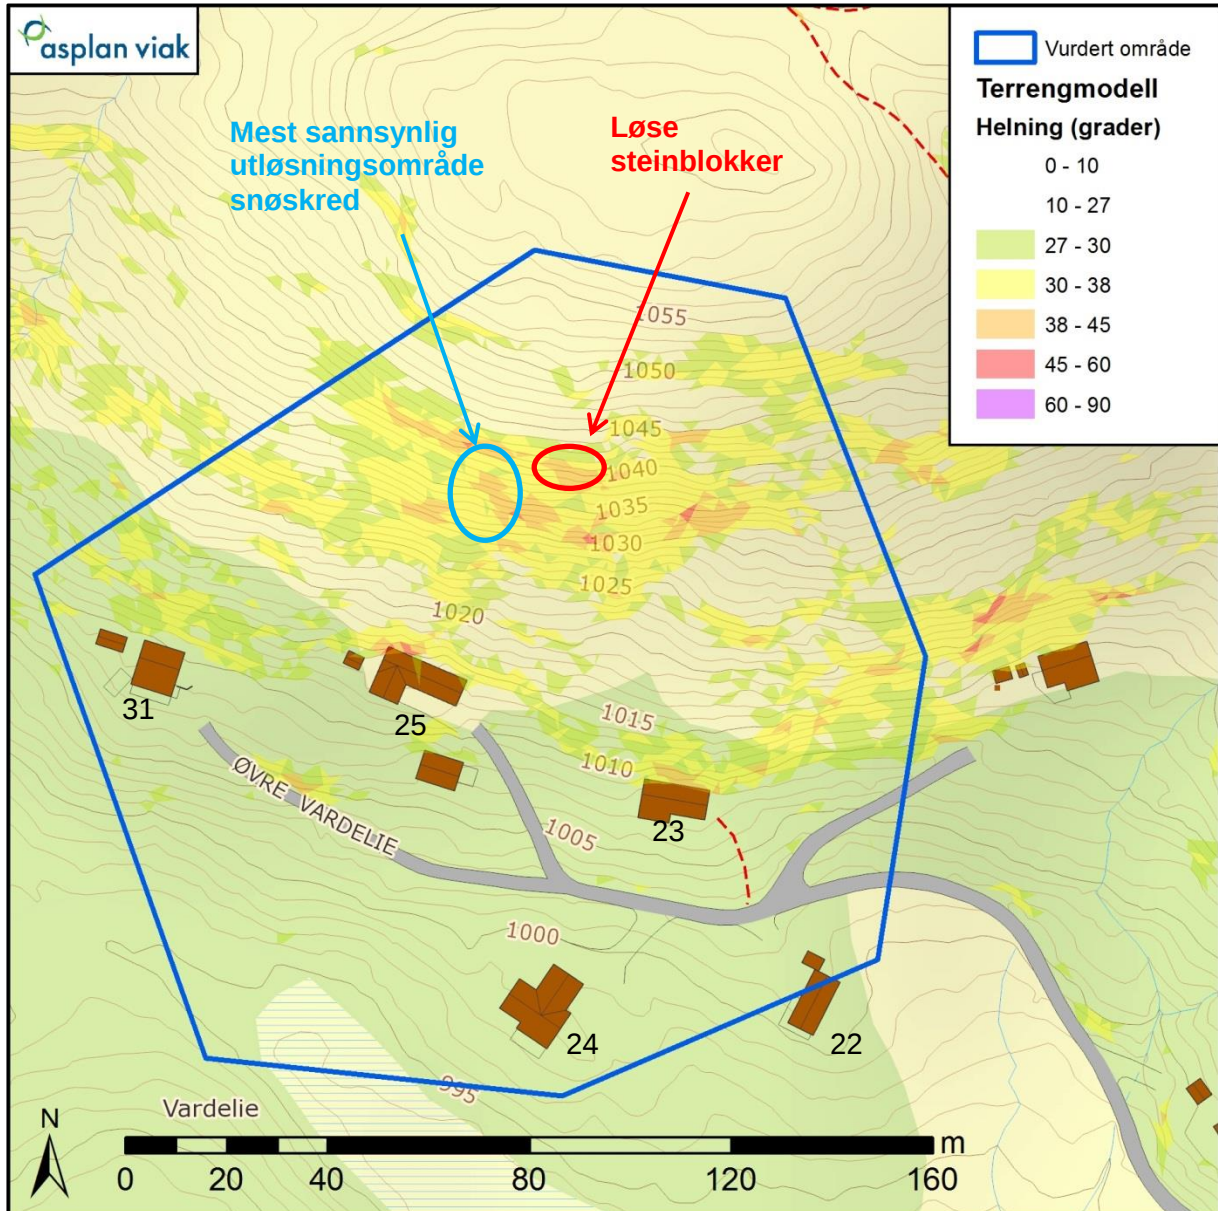 asplan viak
Mest sannsynlig
utløsningsområde
snøskred
Løse
steinblokker
Vurdert område
Terrengmodell
Helning (grader)
0 - 10
10 - 27
27 - 30
30 - 38
38 - 45
45 - 60
60 - 90
1055
1050
1045
1040
1035
1030
1025
1020
1015
1010
1005
1000
995
31
25
23
24
22
ØVRE VARDELIE
Vardelie
N
0 20 40 80 120 160 m